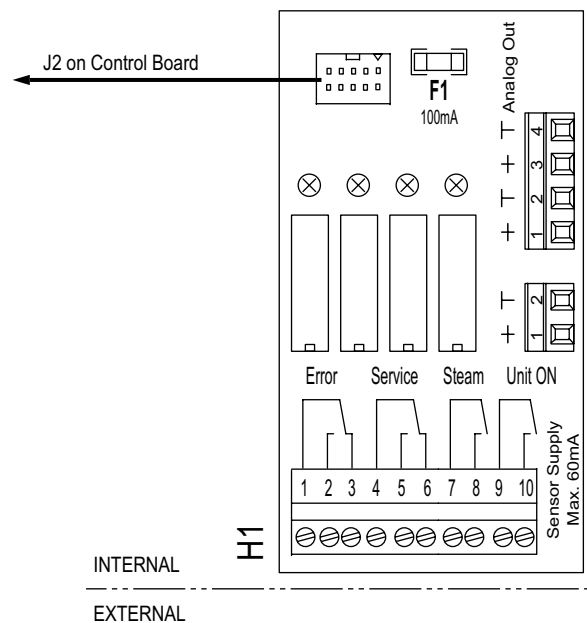 J2 on Control Board
F1
100mA
Analog Out
4
3
+
2
1
+
2
1
+
Error Service Steam Unit ON
1 2 3 4 5 6 7 8 9 10
Sensor Supply
Max. 60mA
H1
INTERNAL
EXTERNAL